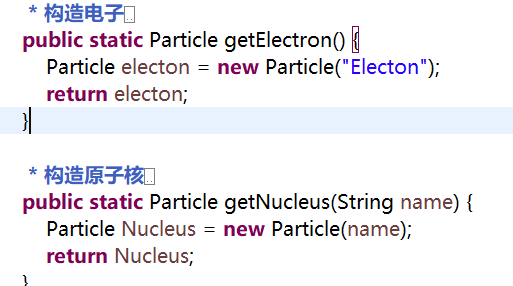 * 构造电子
public static Particle getElectron() {
Particle electon = new Particle("Electon");
return electon;
}
* 构造原子核
public static Particle getNucleus(String name) {
Particle Nucleus = new Particle(name);
return Nucleus;
}